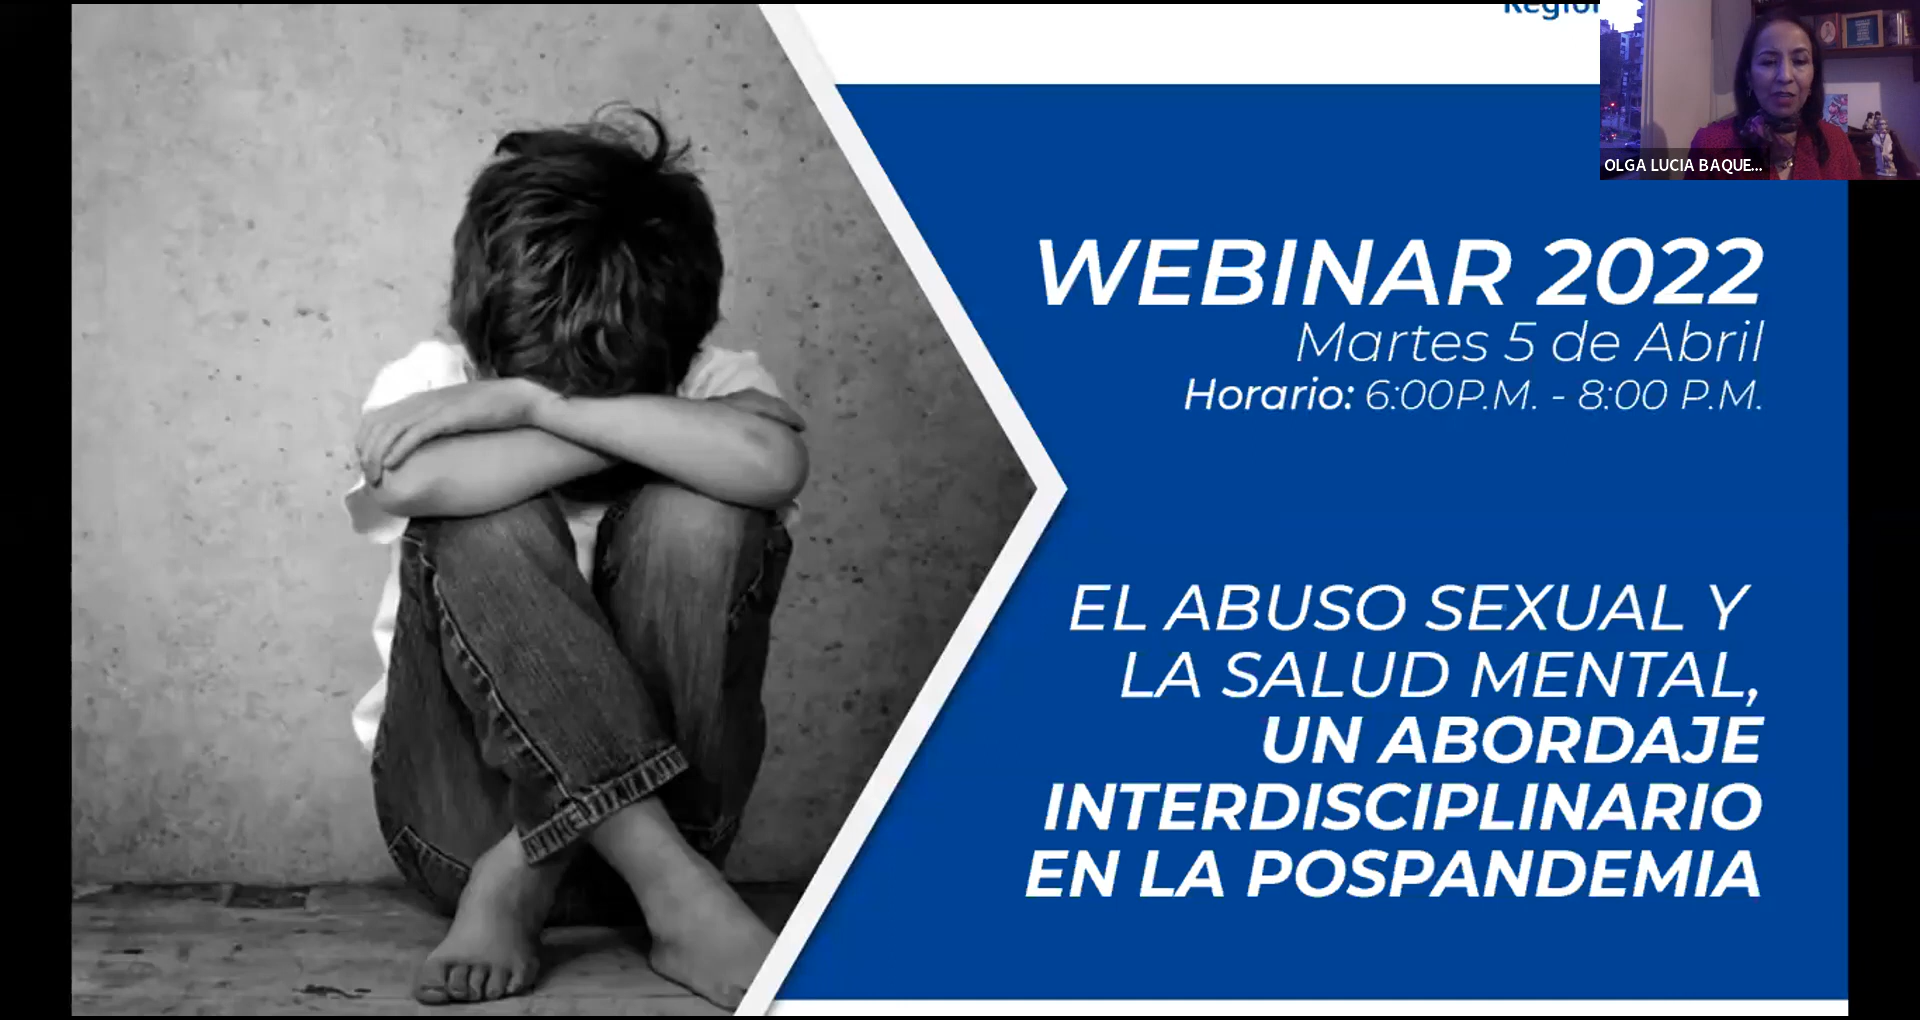 OLGA LUCIA BAQUE...
WEBINAR 2022
Martes 5 de Abril
Horario: 6:00P.M. - 8:00 P.M.
EL ABUSO SEXUAL Y
LA SALUD MENTAL,
UN ABORDAJE
INTERDISCIPLINARIO
EN LA POSPANDEMIA